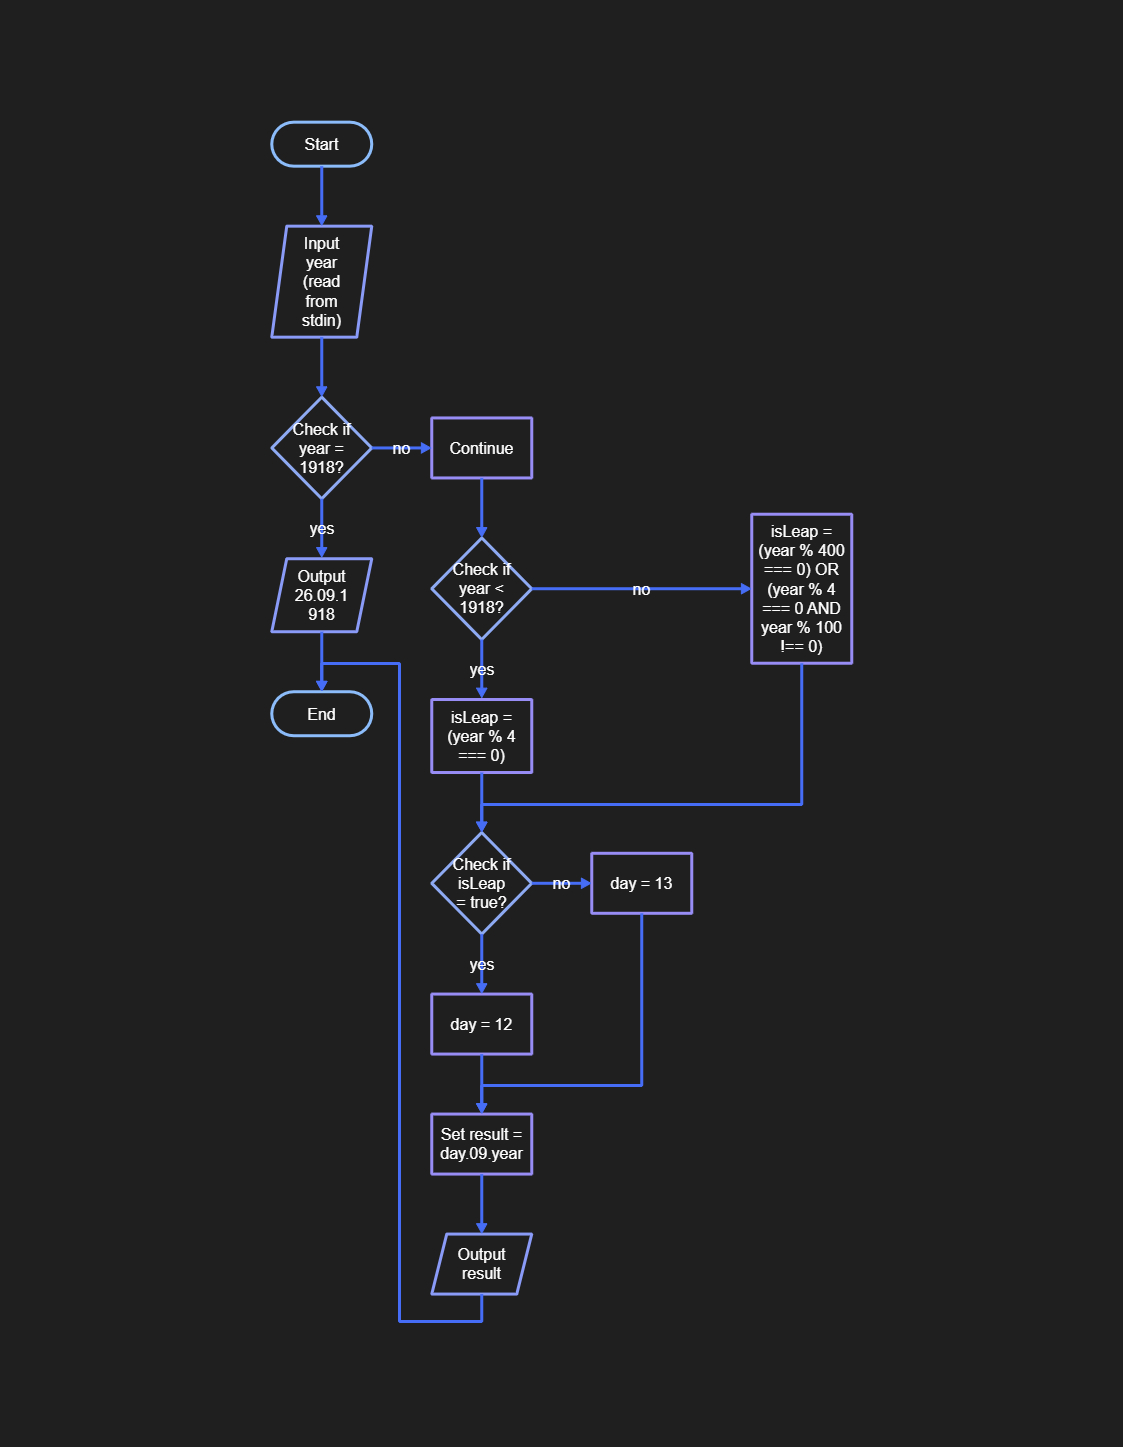 Start
Input
year
(read
from
stdin)
Check if
year =
1918?
no
Continue
yes
Output
26.09.1
918
End
Check if
year <
1918?
no
isLeap =
(year % 400
=== 0) OR
(year % 4
=== 0 AND
year % 100
!== 0)
yes
isLeap =
(year % 4
=== 0)
Check if
isLeap
= true?
no
day = 13
yes
day = 12
Set result =
day.09.year
Output
result